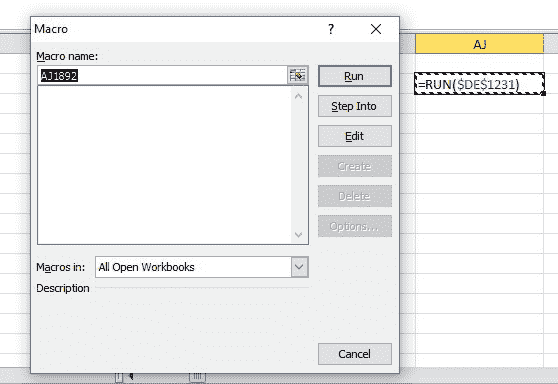 Macro
?
AJ
Macro name:
AJ1892
Run
=RUN($DE$1231)
Step Into
Edit
Create
Delete
Options...
Macros in:
All Open Workbooks
Description
Cancel